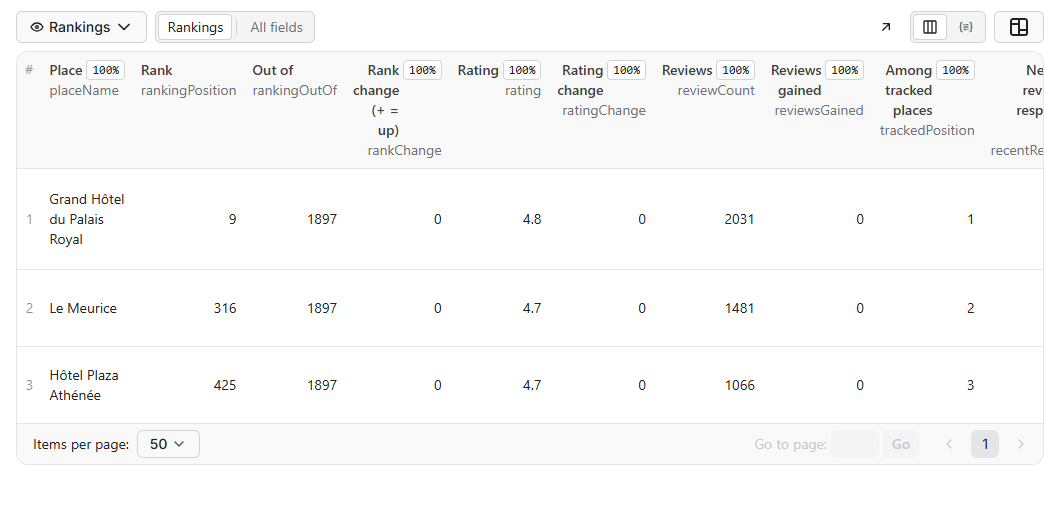 Rankings
Rankings All fields
# Place 100% Rank Out of Rank 100% Rating 100% Rating 100% Reviews 100% Reviews 100% Among 100% Ne
placeName rankingPosition rankingOutOf change rating change reviewCount gained tracked rev
(+ = ratingChange reviewsGained places resp
up) trackedPosition
rankChange recentRe
1 Grand Hôtel du Palais Royal 9 1897 0 4.8 0 2031 0 1
2 Le Meurice 316 1897 0 4.7 0 1481 0 2
3 Hôtel Plaza Athénée 425 1897 0 4.7 0 1066 0 3
Items per page: 50 Go to page: Go 1